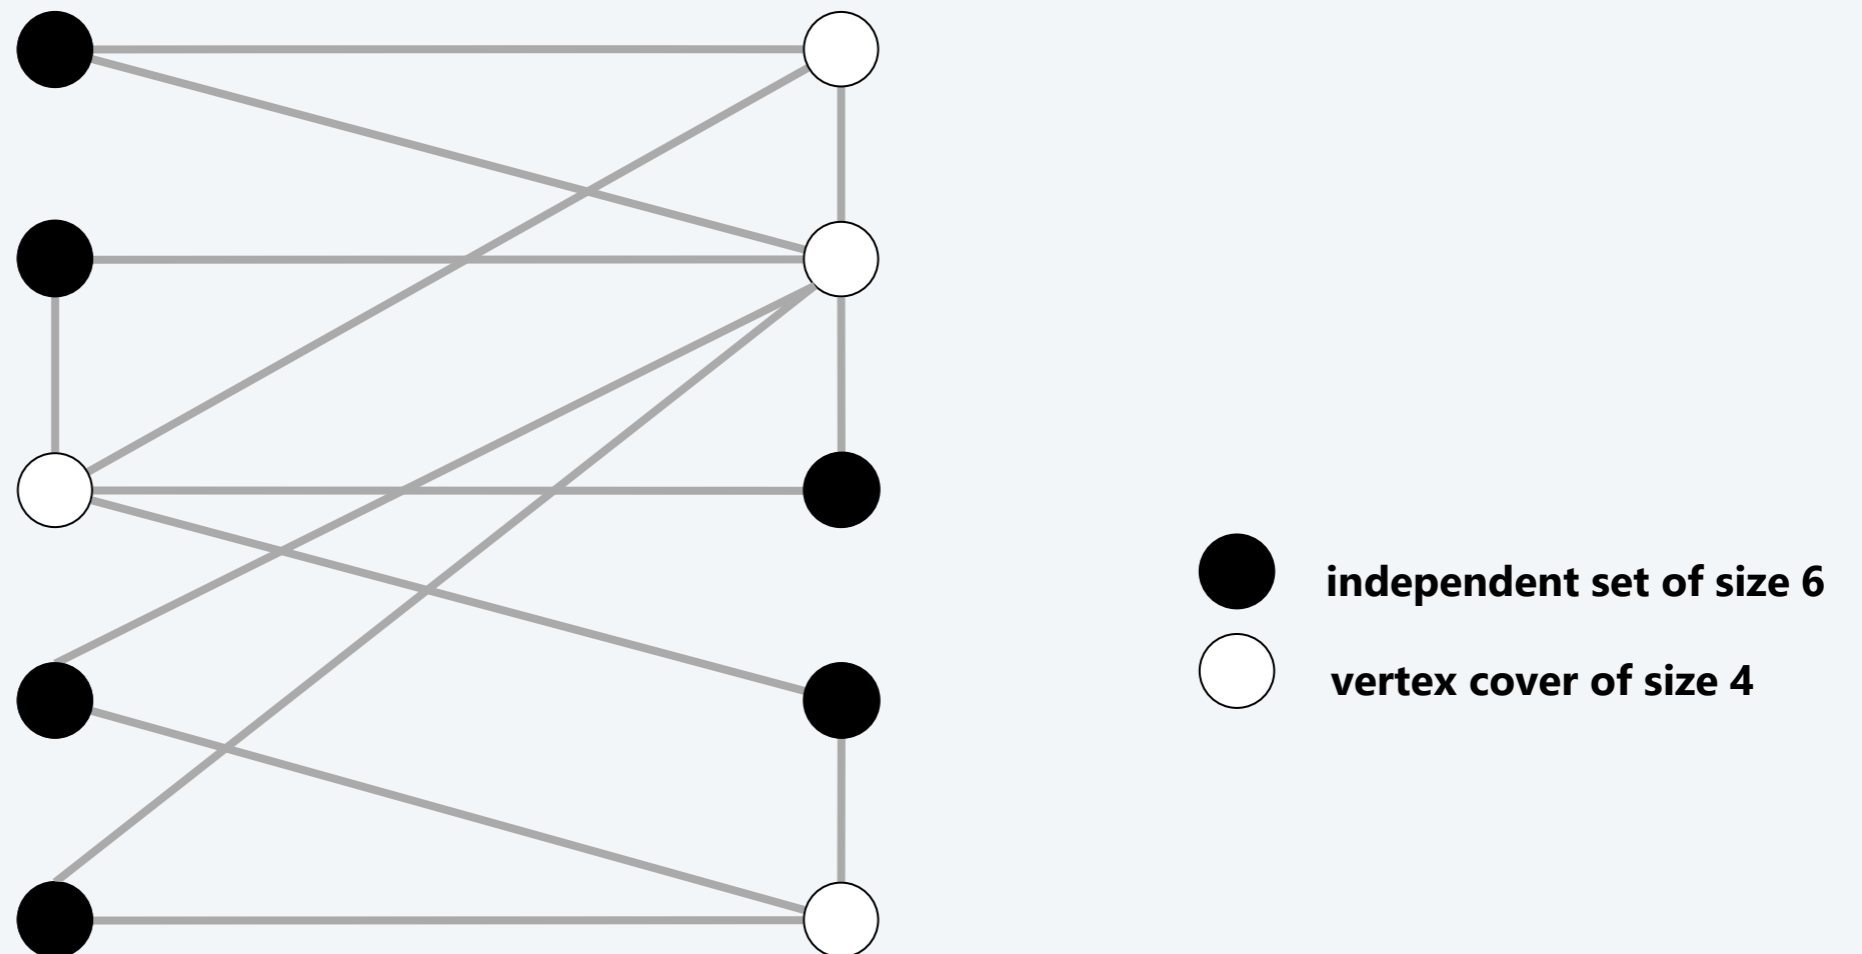 independent set of size 6
vertex cover of size 4